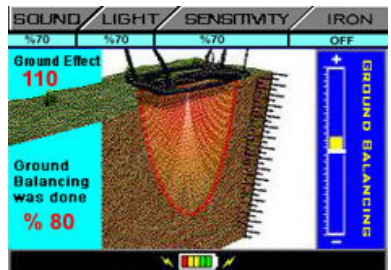 SOUND LIGHT SENSITIVITY IRON
%70 %70 %70 OFF
Ground Effect
110
Ground
Balancing
was done
% 80
+
GROUND BALANCING
-